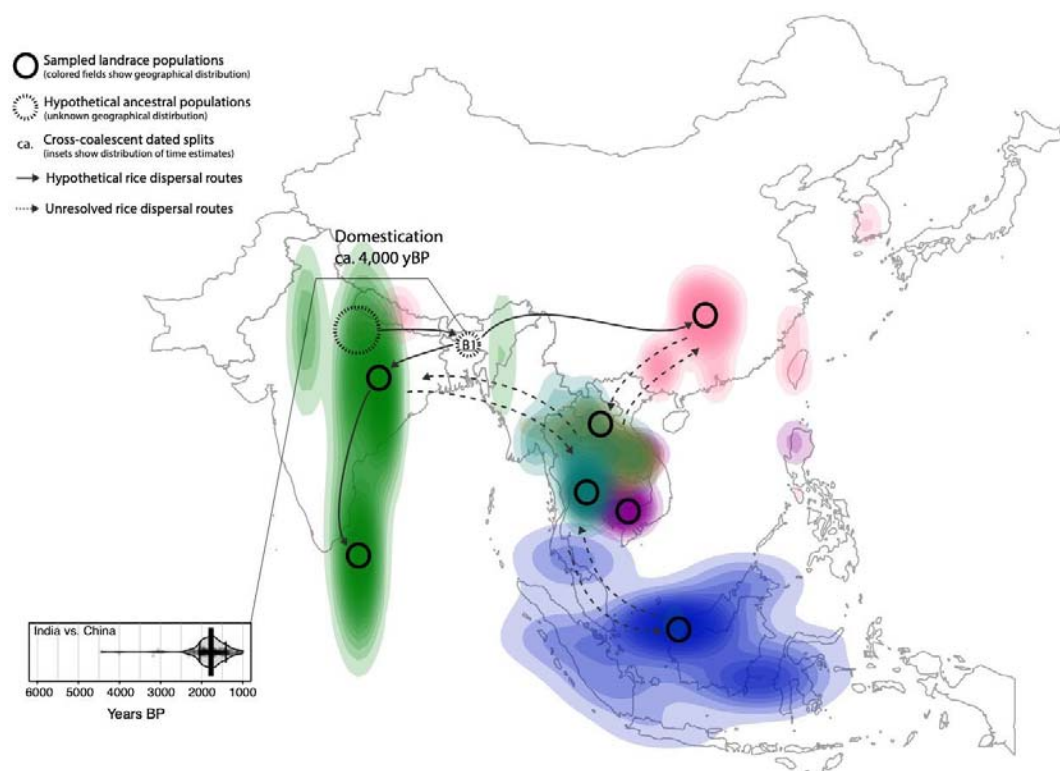 Sampled landrace populations
(colored fields show geographical distribution)
Hypothetical ancestral populations
(unknown geographical distirbution)
ca. Cross-coalescent dated splits
(insets show distribution of time estimates)
Hypothetical rice dispersal routes
Unresolved rice dispersal routes
Domestication
ca. 4,000 yBP
B1
India vs. China
6000 5000 4000 3000 2000 1000
Years BP